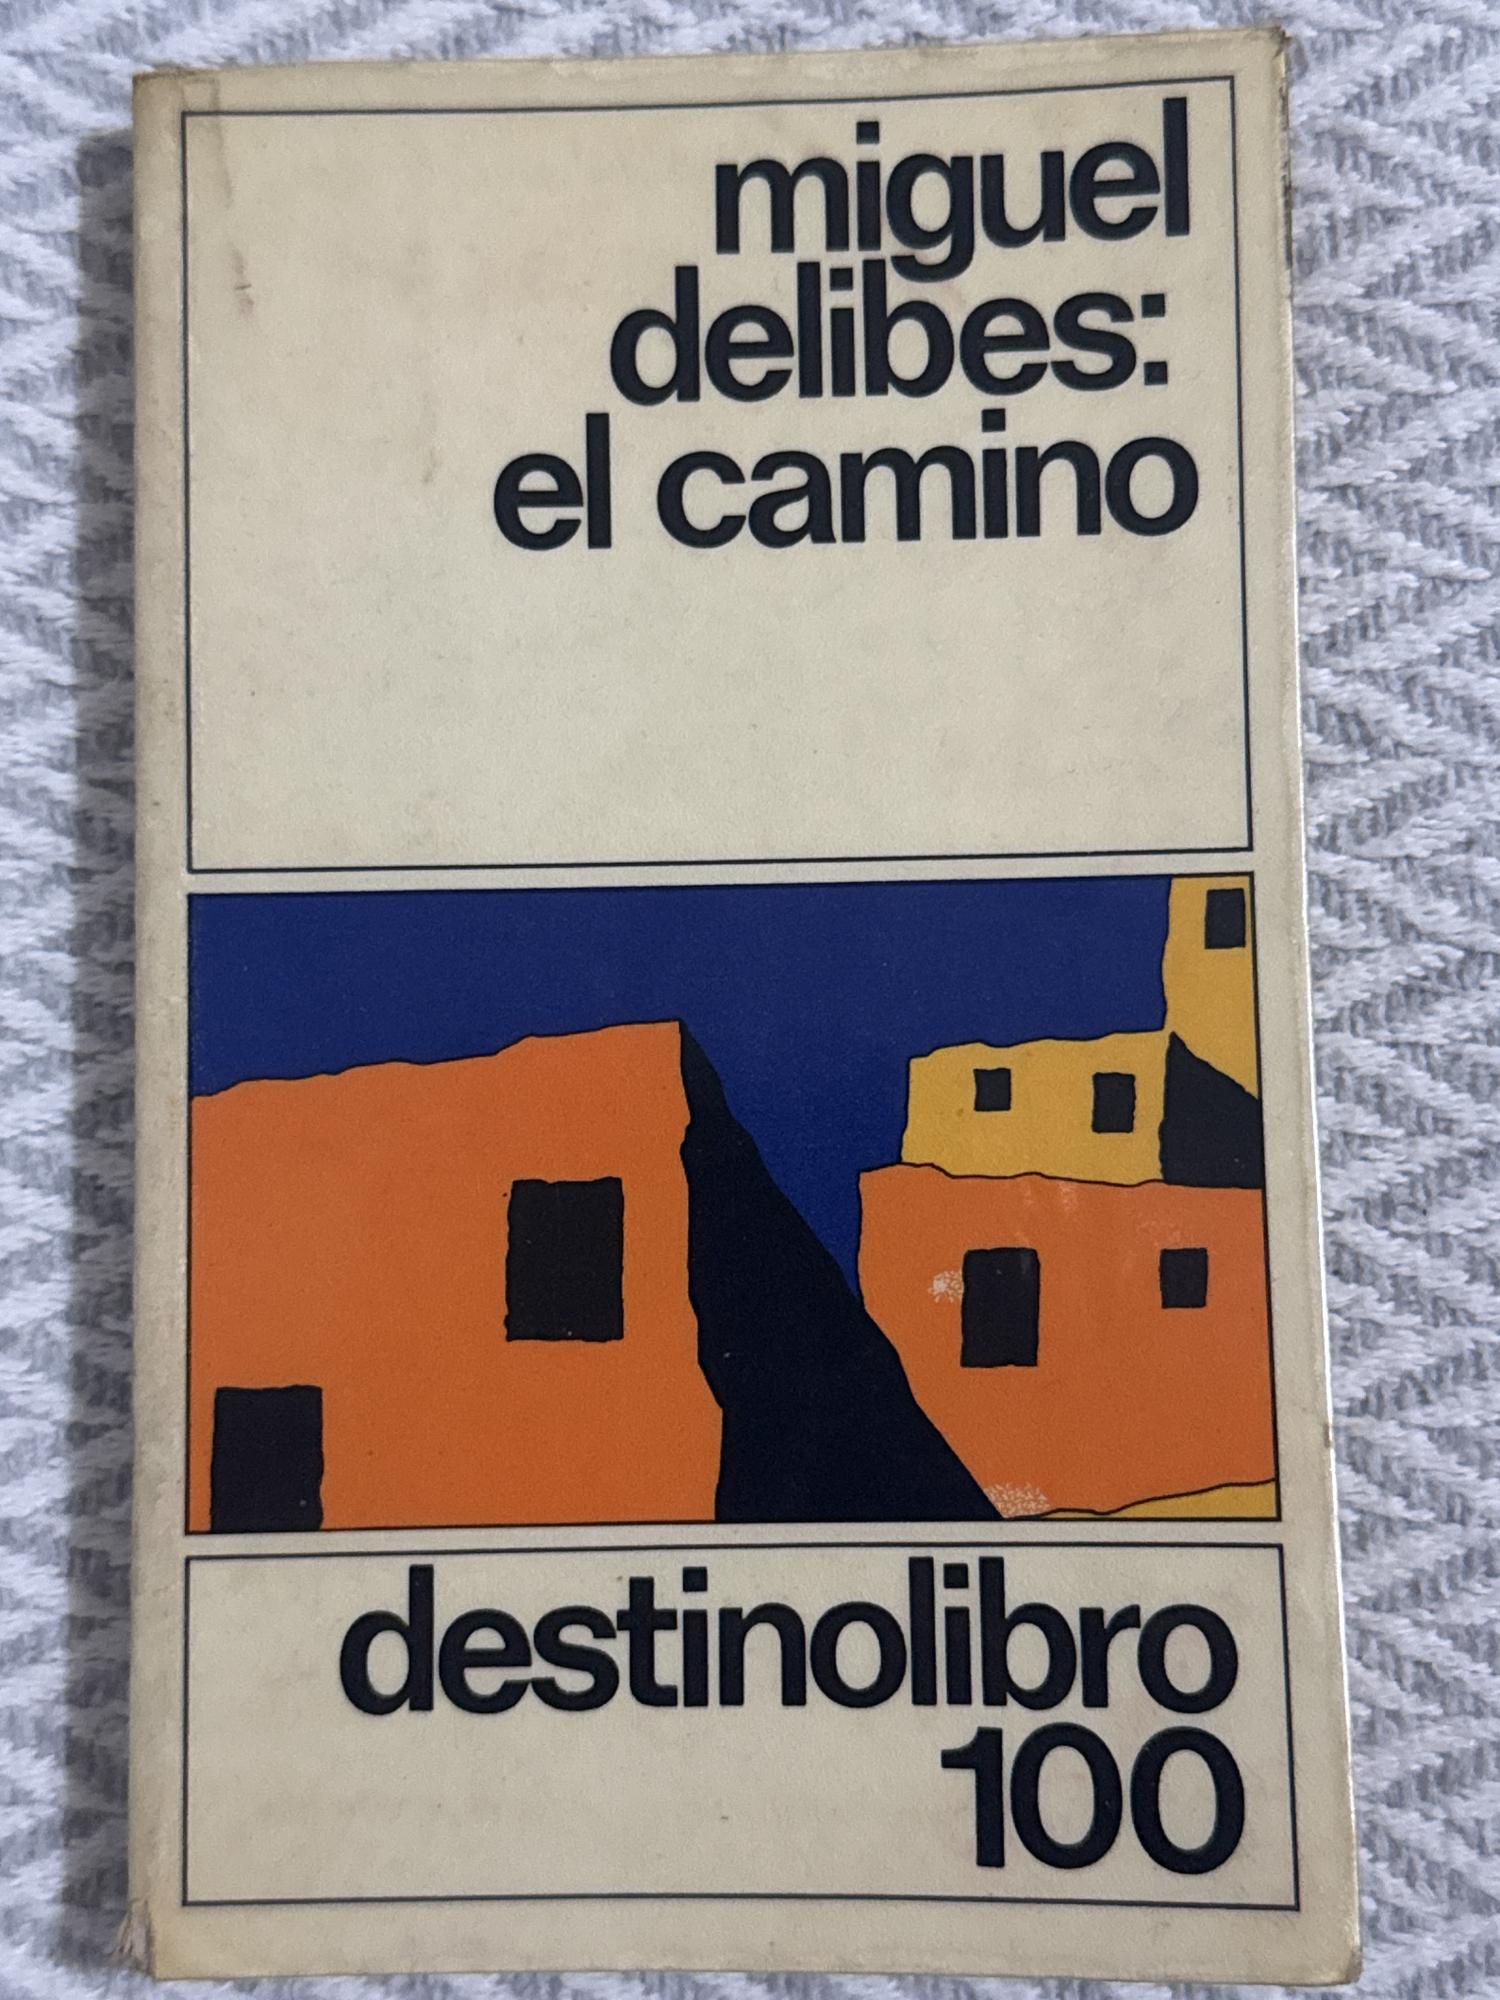 miguel
delibes:
el camino
destinolibro
100